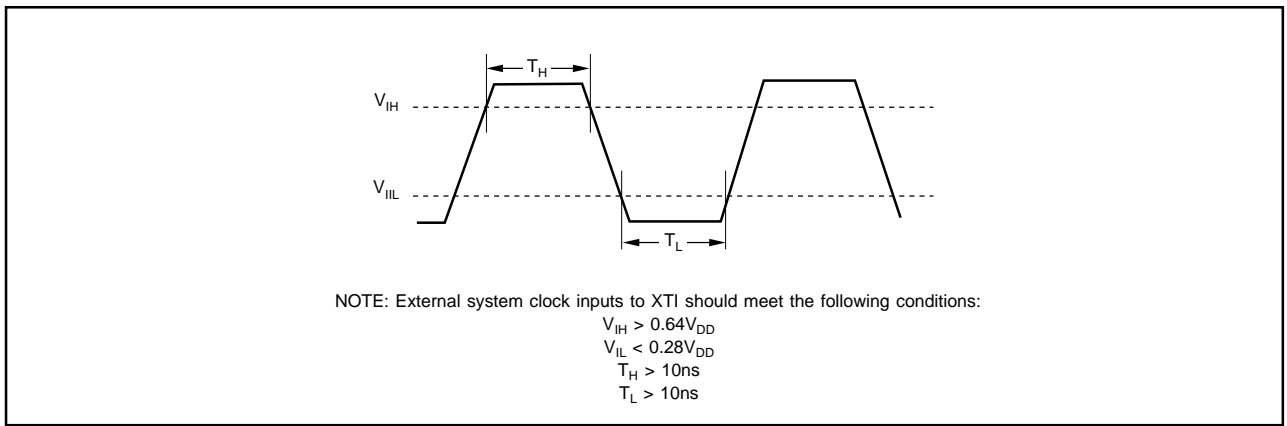 T_H
V_IH
V_IIL
T_L
NOTE: External system clock inputs to XTI should meet the following conditions:
V_IH > 0.64V_DD
V_IL < 0.28V_DD
T_H > 10ns
T_L > 10ns